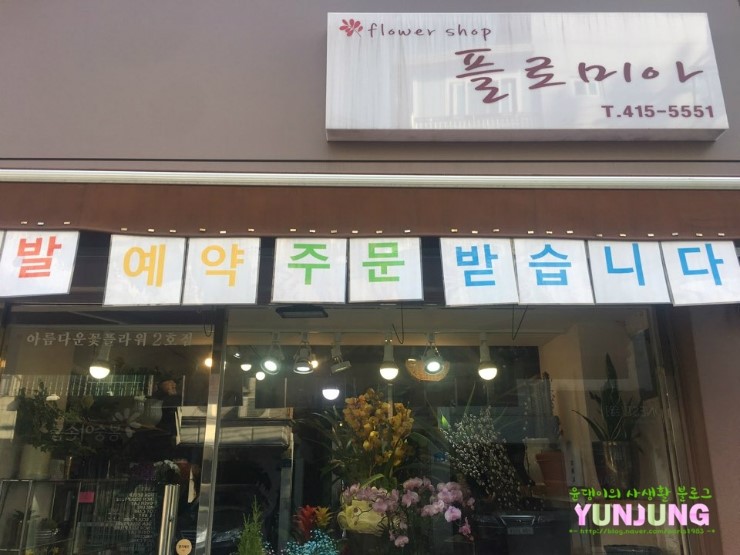 flower shop
플로미아
T.415-5551
발 예약 주문 받습니다
아름다운꽃플라워 2호점
윤댕이의 사생활 블로그
YUNJUNG